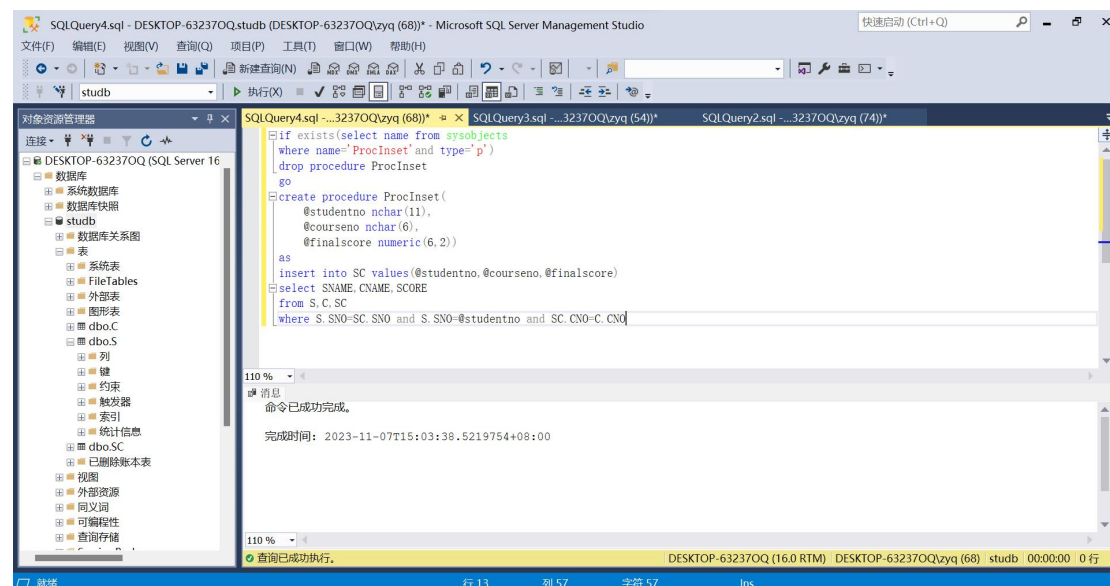 SQLQuery4.sql - DESKTOP-63237OQ.studb (DESKTOP-63237OQ\zyq (68))* - Microsoft SQL Server Management Studio
快速启动 (Ctrl+Q)
文件(F) 编辑(E) 视图(V) 查询(Q) 项目(P) 工具(T) 窗口(W) 帮助(H)
新建查询(N)
MDX DMX XMLA DAX
studb
执行(X)
对象资源管理器
SQLQuery4.sql -...3237OQ\zyq (68))*
SQLQuery3.sql -...3237OQ\zyq (54))*
SQLQuery2.sql -...3237OQ\zyq (74))*
连接
DESKTOP-63237OQ (SQL Server 16
数据库
系统数据库
数据库快照
studb
数据库关系图
表
系统表
FileTables
外部表
图形表
dbo.C
dbo.S
列
键
约束
触发器
索引
统计信息
dbo.SC
已删除账本表
视图
外部资源
同义词
可编程性
查询存储
if exists(select name from sysobjects
where name='ProcInset'and type='p')
drop procedure ProcInset
go
create procedure ProcInset(
@studentno nchar(11),
@courseno nchar(6),
@finalscore numeric(6,2))
as
insert into SC values(@studentno,@courseno,@finalscore)
select SNAME,CNAME,SCORE
from S,C,SC
where S.SNO=SC.SNO and S.SNO=@studentno and SC.CNO=C.CNO
110 %
消息
命令已成功完成。
完成时间: 2023-11-07T15:03:38.5219754+08:00
110 %
查询已成功执行。
DESKTOP-63237OQ (16.0 RTM) DESKTOP-63237OQ\zyq (68) studb 00:00:00 0 行
就绪 行 13 列 57 字符 57 Ins